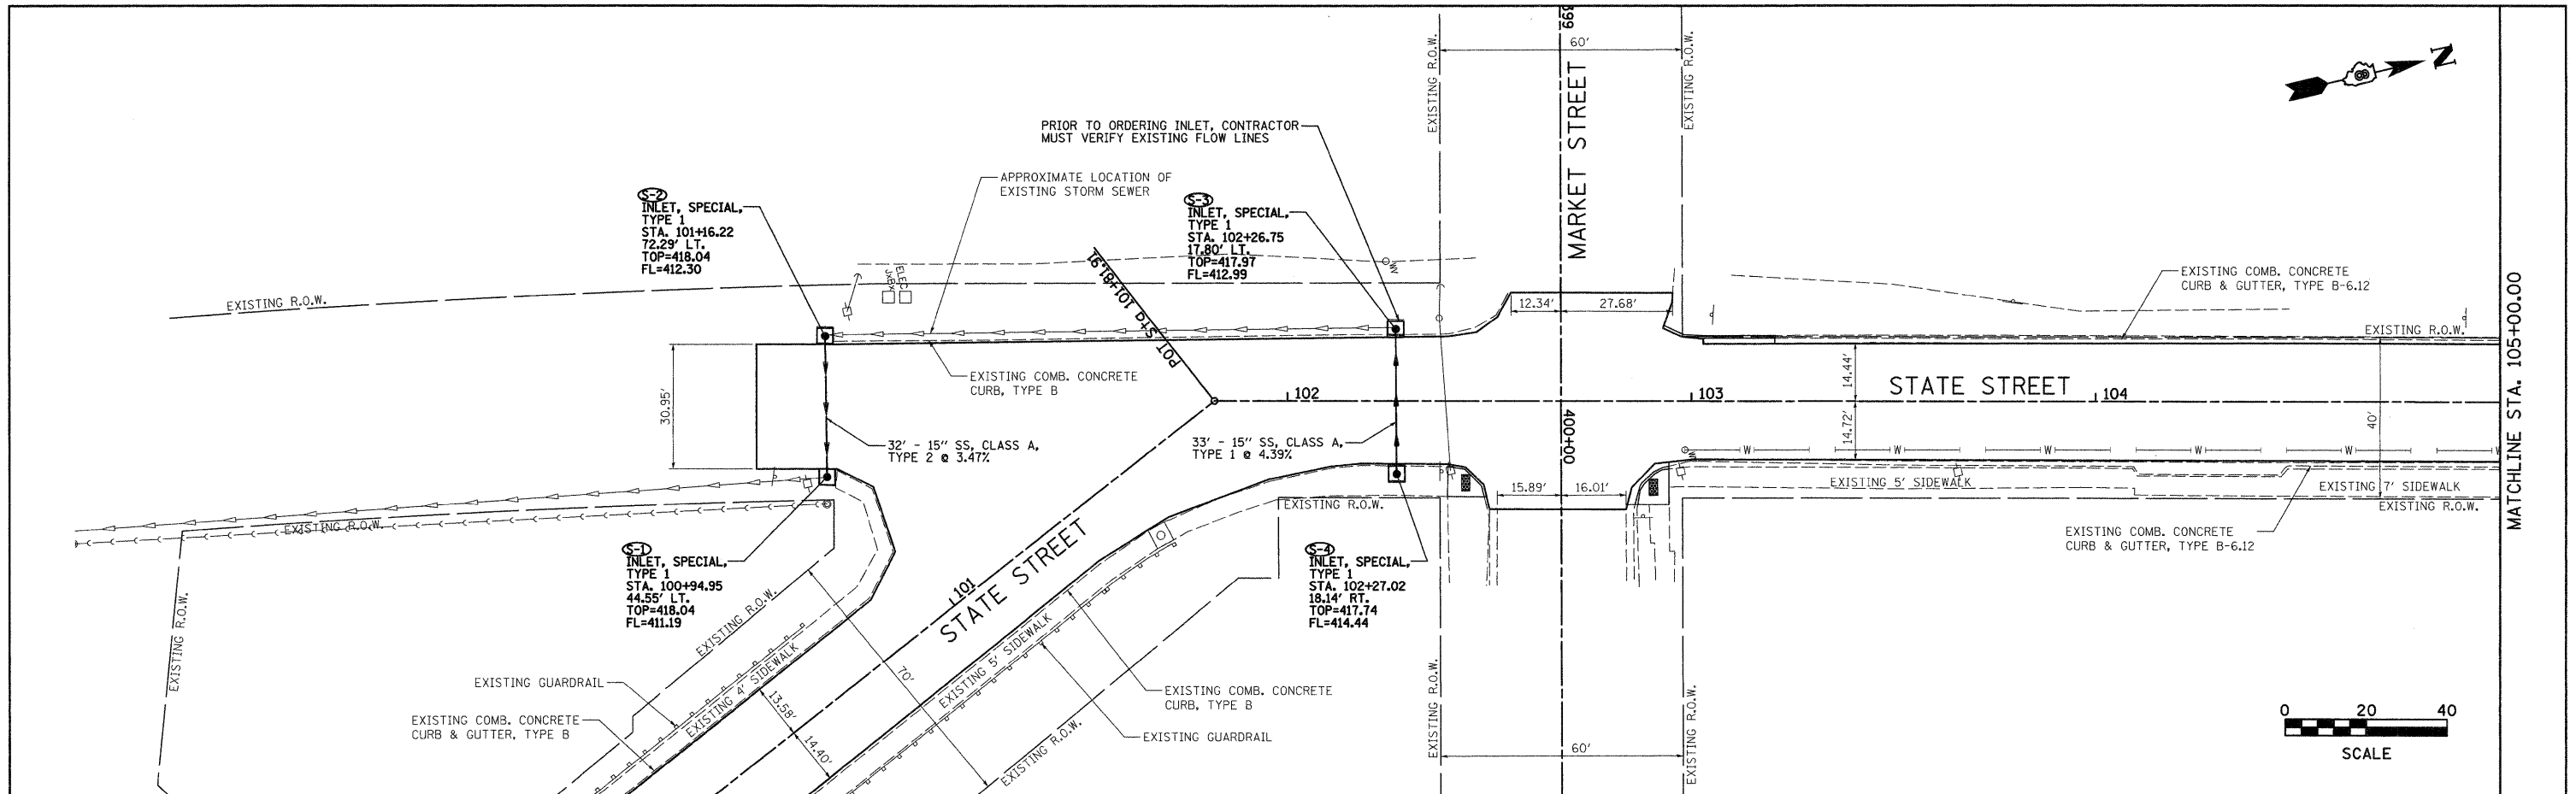 399
60'
EXISTING R.O.W.
EXISTING R.O.W.
MARKET STREET
N
PRIOR TO ORDERING INLET, CONTRACTOR
MUST VERIFY EXISTING FLOW LINES
APPROXIMATE LOCATION OF
EXISTING STORM SEWER
S-2
INLET, SPECIAL,
TYPE 1
STA. 101+16.22
72.29' LT.
TOP=418.04
FL=412.30
S-3
INLET, SPECIAL,
TYPE 1
STA. 102+26.75
17.80' LT.
TOP=417.97
FL=412.99
POT Sta 101+81.91
ELEC
JxBx
WV
EXISTING R.O.W.
12.34'
27.68'
EXISTING COMB. CONCRETE
CURB & GUTTER, TYPE B-6.12
EXISTING R.O.W.
MATCHLINE STA. 105+00.00
30.95'
EXISTING COMB. CONCRETE
CURB, TYPE B
102
103
104
STATE STREET
14.44'
14.72'
40'
400+00
32' - 15'' SS, CLASS A,
TYPE 2 @ 3.47%
33' - 15'' SS, CLASS A,
TYPE 1 @ 4.39%
W
W
W
W
W
W
15.89'
16.01'
EXISTING 5' SIDEWALK
EXISTING 7' SIDEWALK
EXISTING R.O.W.
EXISTING R.O.W.
EXISTING R.O.W.
EXISTING COMB. CONCRETE
CURB & GUTTER, TYPE B-6.12
S-1
INLET, SPECIAL,
TYPE 1
STA. 100+94.95
44.55' LT.
TOP=418.04
FL=411.19
101
STATE STREET
S-4
INLET, SPECIAL,
TYPE 1
STA. 102+27.02
18.14' RT.
TOP=417.74
FL=414.44
EXISTING R.O.W.
EXISTING R.O.W.
EXISTING GUARDRAIL
EXISTING 4' SIDEWALK
EXISTING 5' SIDEWALK
70'
13.58'
14.40'
EXISTING COMB. CONCRETE
CURB & GUTTER, TYPE B
EXISTING COMB. CONCRETE
CURB, TYPE B
EXISTING GUARDRAIL
EXISTING R.O.W.
EXISTING R.O.W.
EXISTING R.O.W.
60'
0 20 40
SCALE